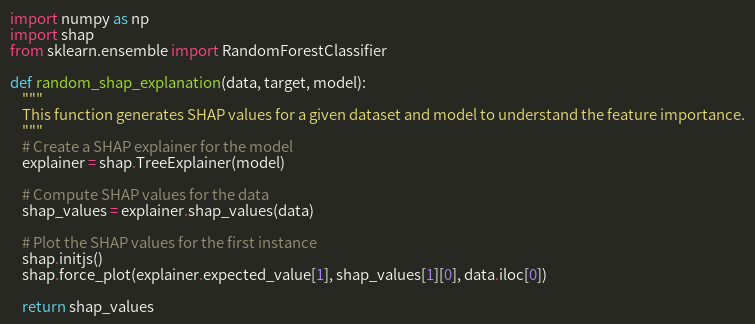 import numpy as np
import shap
from sklearn.ensemble import RandomForestClassifier

def random_shap_explanation(data, target, model):
    """
    This function generates SHAP values for a given dataset and model to understand the feature importance.
    """
    # Create a SHAP explainer for the model
    explainer = shap.TreeExplainer(model)

    # Compute SHAP values for the data
    shap_values = explainer.shap_values(data)

    # Plot the SHAP values for the first instance
    shap.initjs()
    shap.force_plot(explainer.expected_value[1], shap_values[1][0], data.iloc[0])

    return shap_values